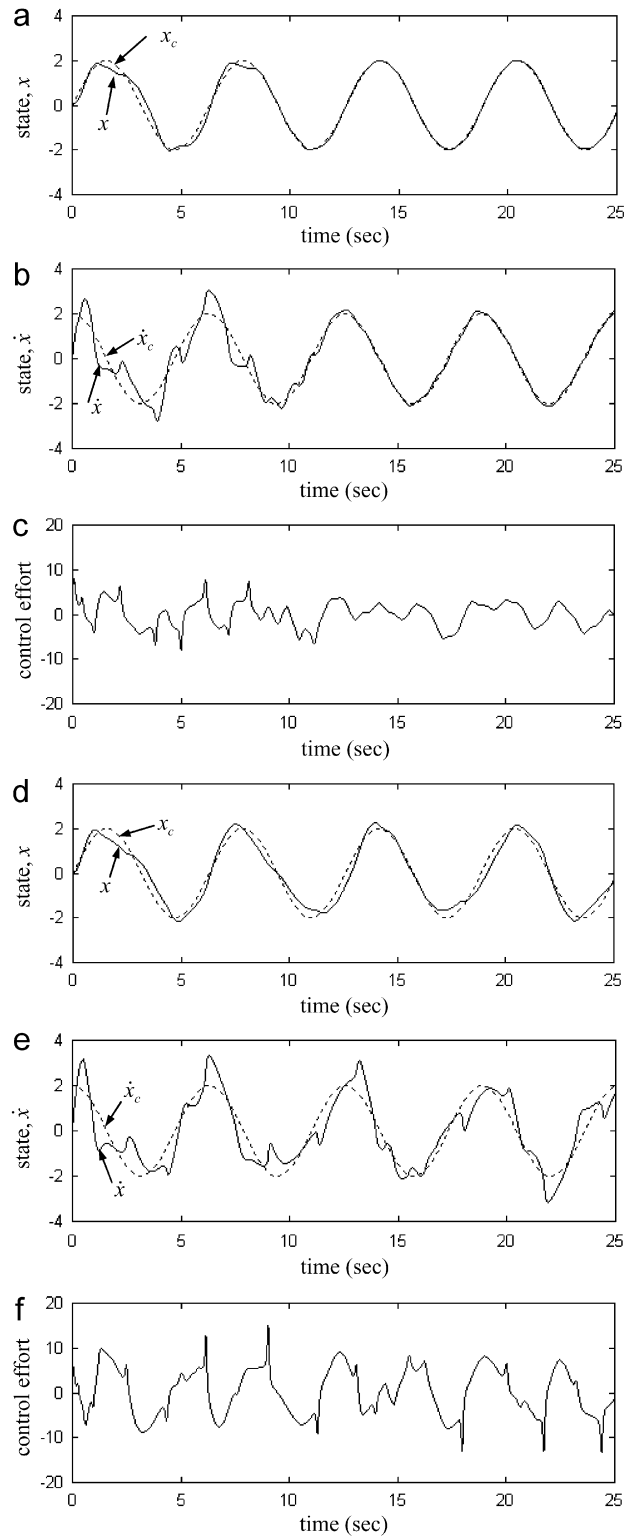 a
4
x_c
2
state, x
0
x
-2
-4
0 5 10 15 20 25
time (sec)
b
4
2
ẋ_c
state, ẋ
0
ẋ
-2
-4
0 5 10 15 20 25
time (sec)
c
20
10
control effort
0
-10
-20
0 5 10 15 20 25
time (sec)
d
4
x_c
2
state, x
0
x
-2
-4
0 5 10 15 20 25
time (sec)
e
4
ẋ_c
2
state, ẋ
0
ẋ
-2
-4
0 5 10 15 20 25
time (sec)
f
20
10
control effort
0
-10
-20
0 5 10 15 20 25
time (sec)